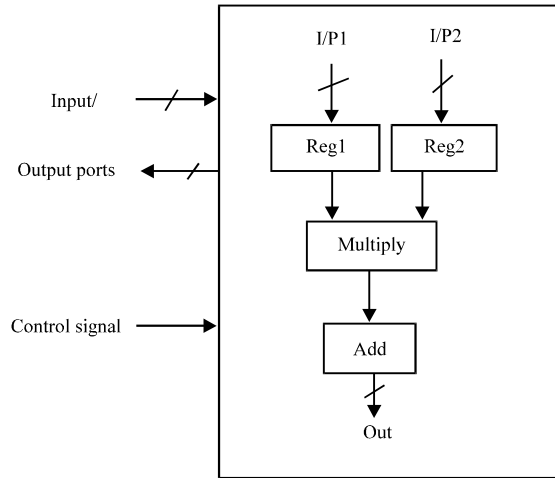 I/P1
I/P2
Input/
Reg1
Reg2
Output ports
Multiply
Control signal
Add
Out